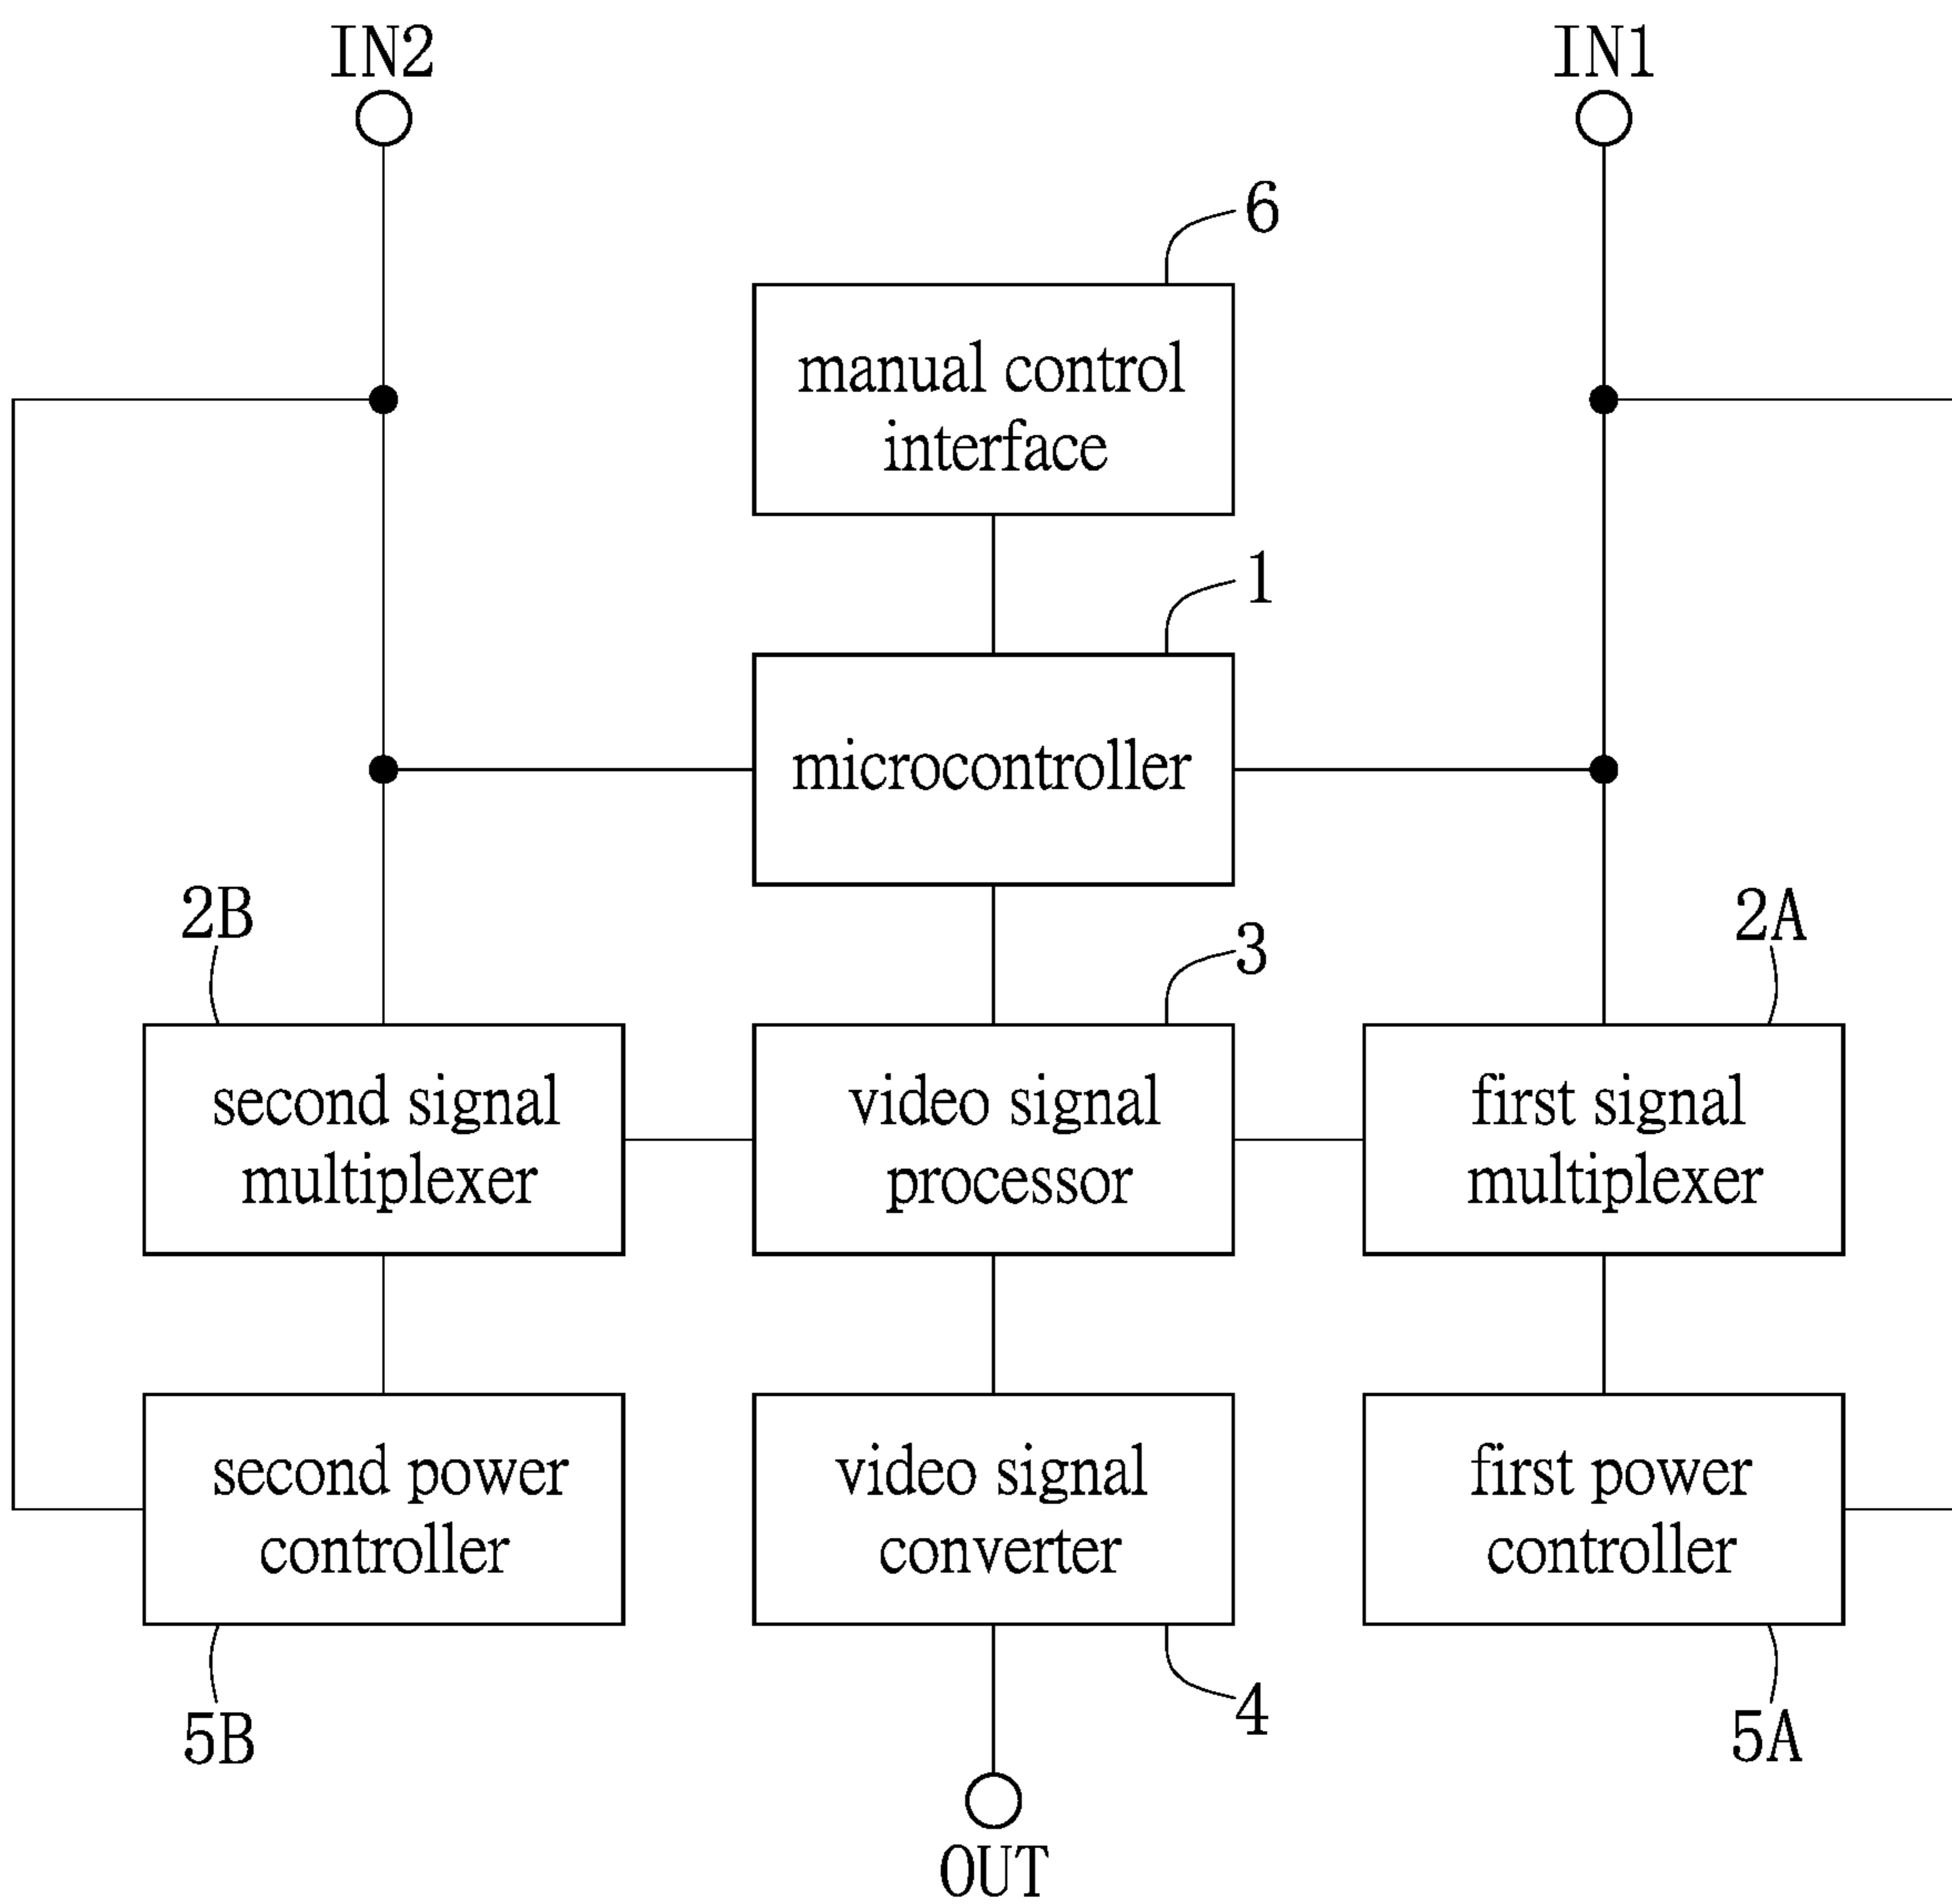 IN2
IN1
6
manual control
interface
1
microcontroller
2B
3
2A
second signal
multiplexer
video signal
processor
first signal
multiplexer
second power
controller
video signal
converter
first power
controller
5B
4
5A
OUT